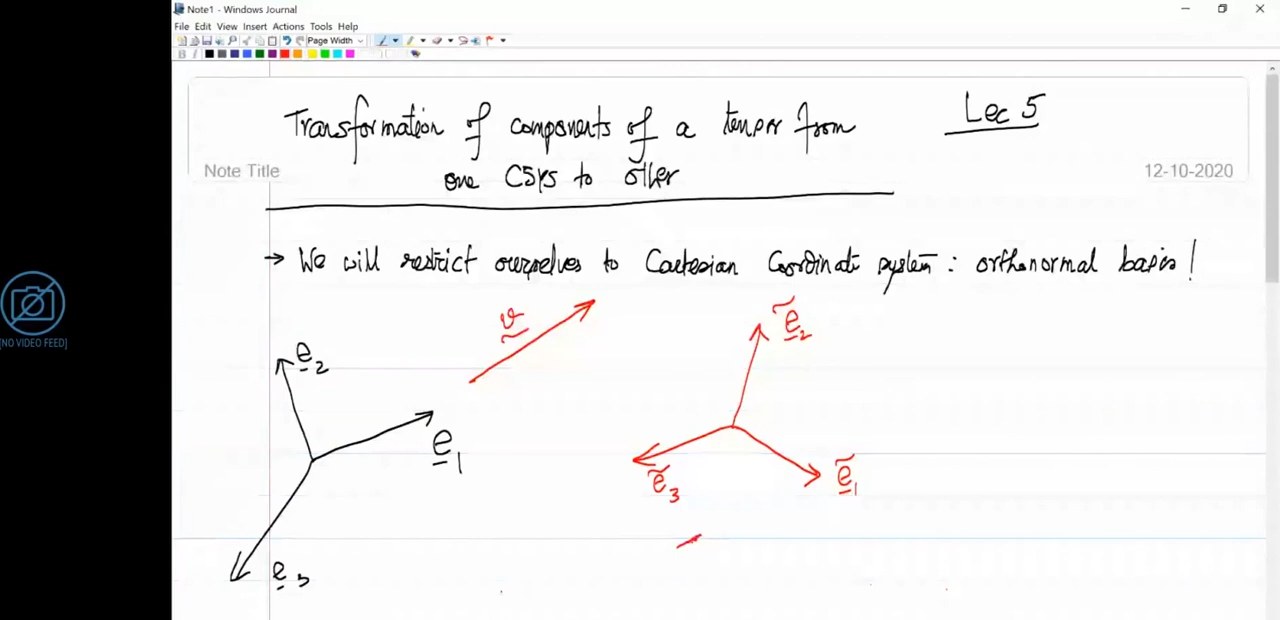 Note1 - Windows Journal
File Edit View Insert Actions Tools Help
Page Width
B I
Transformation of components of a tensor from
one CSys to other
Lec 5
Note Title
12-10-2020
→ We will restrict ourselves to Cartesian Coordinate system : orthonormal basis!
v
e2
e1
e3
ẽ2
ẽ1
ẽ3
[NO VIDEO FEED]